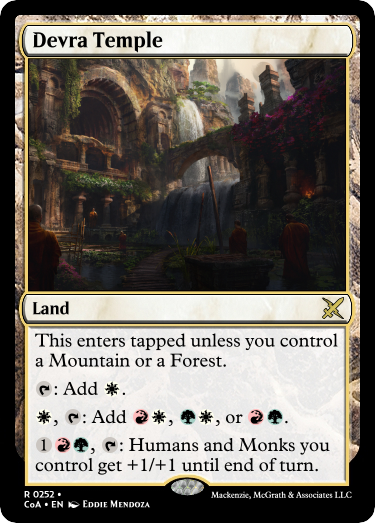 Devra Temple
Land
This enters tapped unless you control
a Mountain or a Forest.
: Add .
, : Add , , or .
1 , : Humans and Monks you
control get +1/+1 until end of turn.
R 0252 •
CoA • EN Eddie Mendoza
Mackenzie, McGrath & Associates LLC